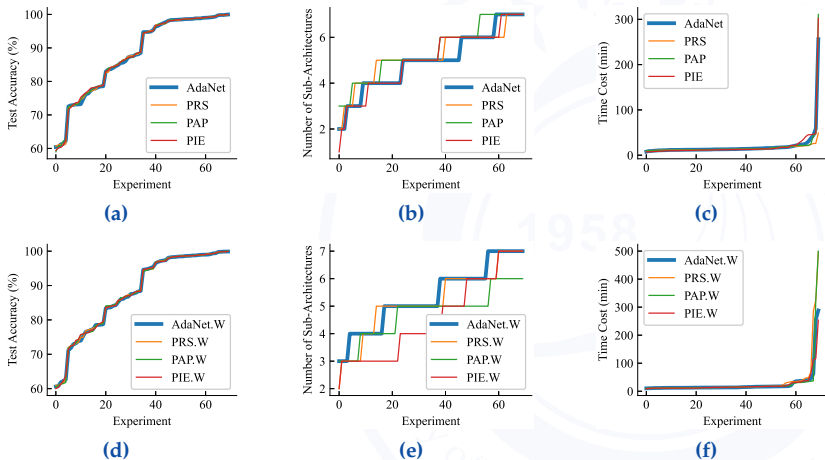 100
90
80
70
60
Test Accuracy (%)
0
20
40
60
Experiment
AdaNet
PRS
PAP
PIE
(a)
6
4
2
Number of Sub-Architectures
0
20
40
60
Experiment
AdaNet
PRS
PAP
PIE
(b)
300
200
100
0
Time Cost (min)
0
20
40
60
Experiment
AdaNet
PRS
PAP
PIE
(c)
1958
100
90
80
70
60
Test Accuracy (%)
0
20
40
60
Experiment
AdaNet.W
PRS.W
PAP.W
PIE.W
(d)
7
6
5
4
3
2
Number of Sub-Architectures
0
20
40
60
Experiment
AdaNet.W
PRS.W
PAP.W
PIE.W
(e)
500
400
300
200
100
0
Time Cost (min)
0
20
40
60
Experiment
AdaNet.W
PRS.W
PAP.W
PIE.W
(f)